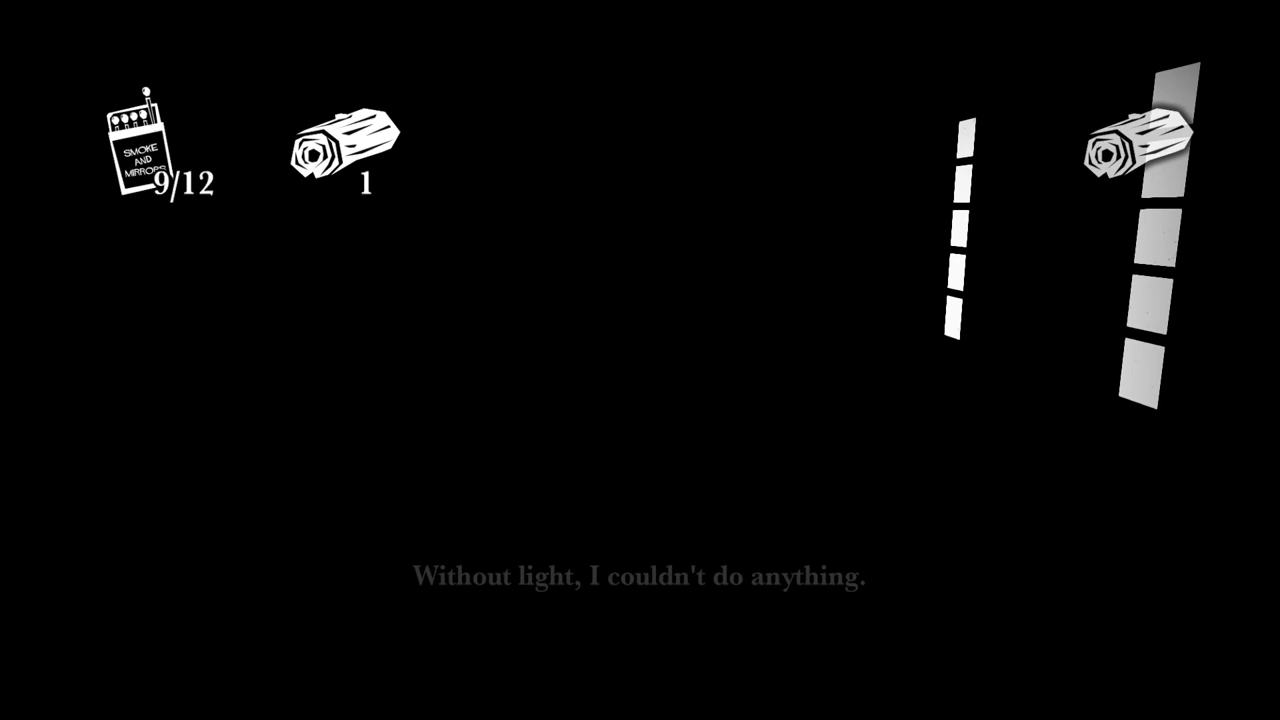 SMOKE
AND
MIRRORS
9/12
1
Without light, I couldn't do anything.